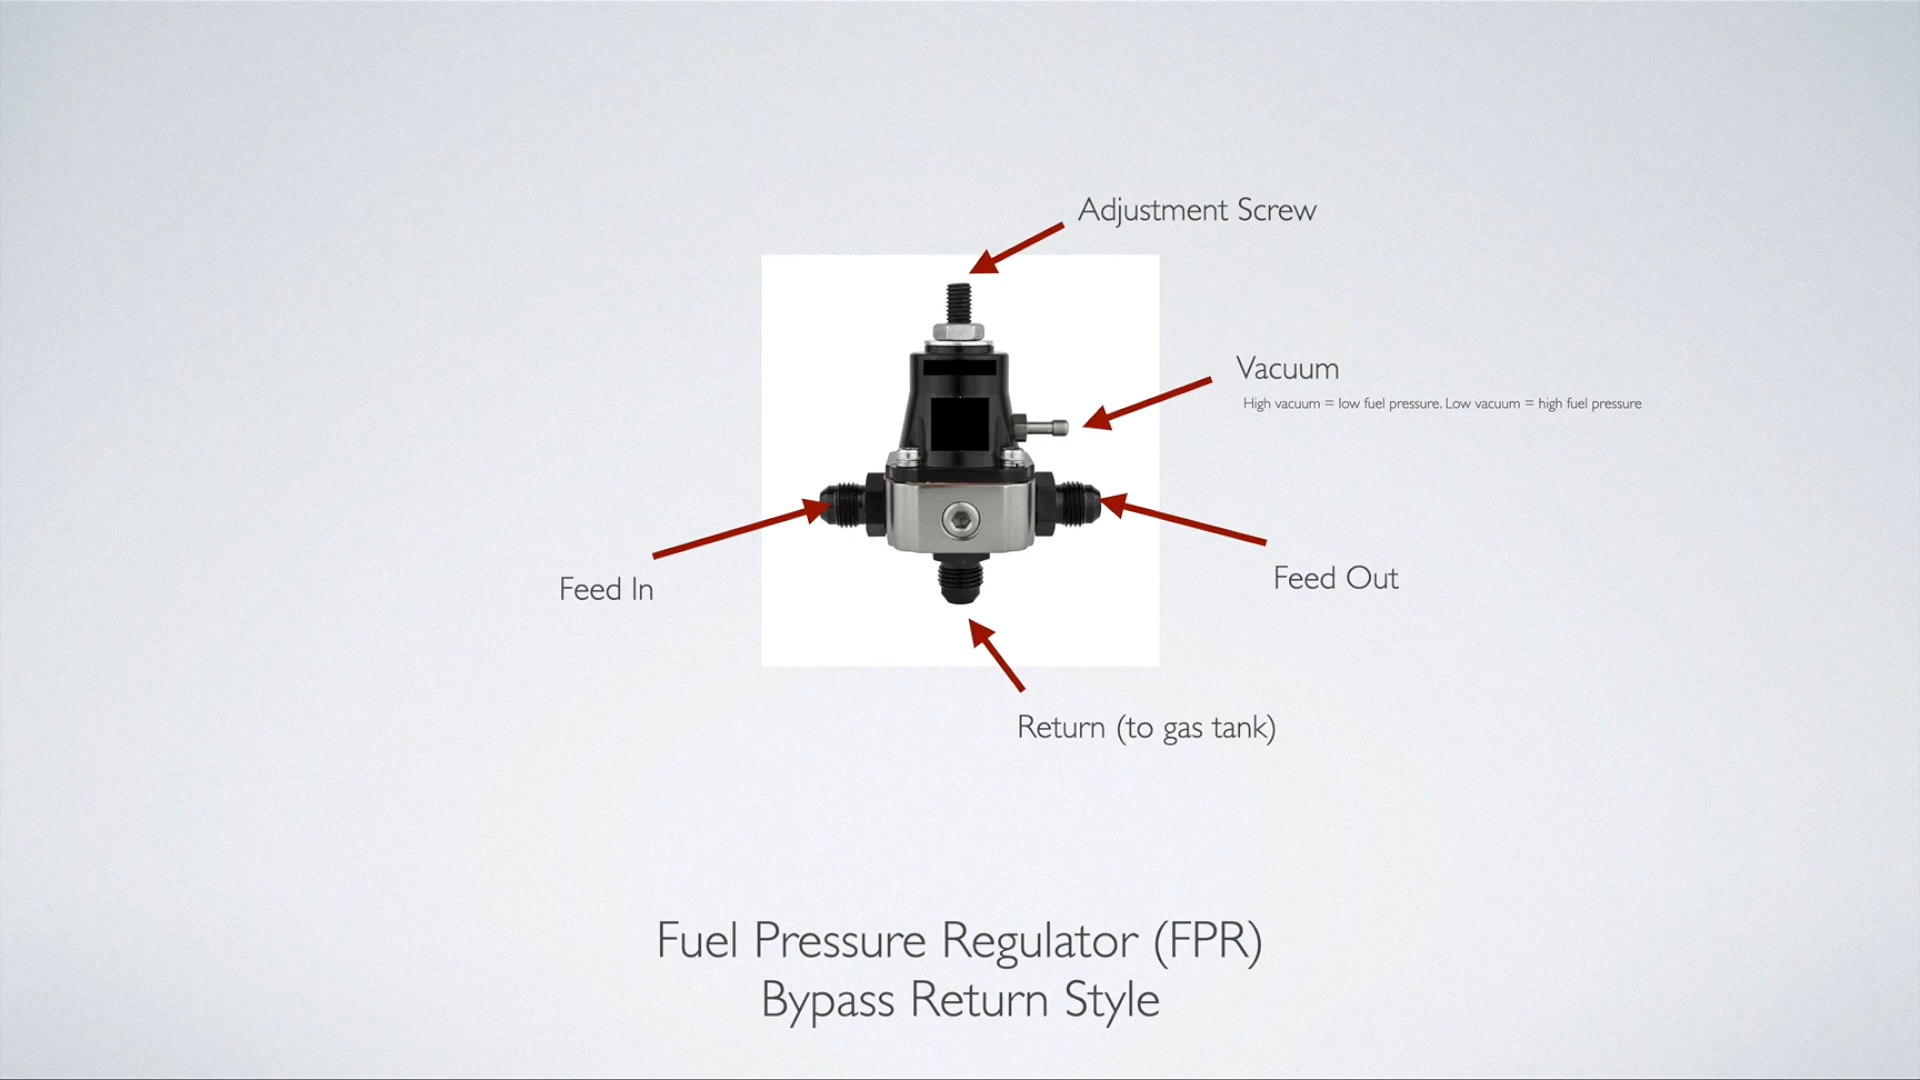 Adjustment Screw
Vacuum
High vacuum = low fuel pressure. Low vacuum = high fuel pressure
Feed In
Feed Out
Return (to gas tank)
Fuel Pressure Regulator (FPR)
Bypass Return Style